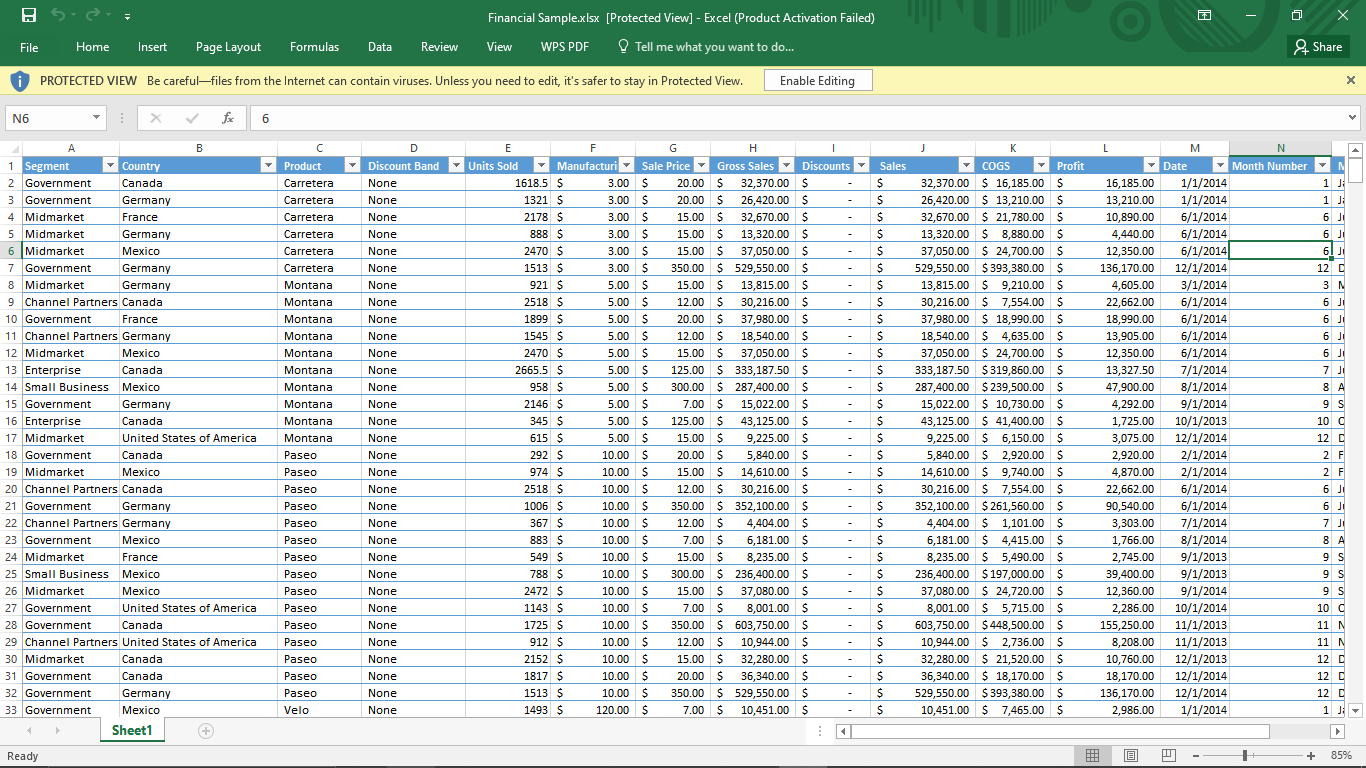 Financial Sample.xlsx [Protected View] - Excel (Product Activation Failed)
File Home Insert Page Layout Formulas Data Review View WPS PDF Tell me what you want to do... Share
PROTECTED VIEW Be careful—files from the Internet can contain viruses. Unless you need to edit, it's safer to stay in Protected View. Enable Editing
N6 fx 6
A B C D E F G H I J K L M N
1 Segment Country Product Discount Band Units Sold Manufacturi Sale Price Gross Sales Discounts Sales COGS Profit Date Month Number M
2 Government Canada Carretera None 1618.5 $ 3.00 $ 20.00 $ 32,370.00 $ - $ 32,370.00 $ 16,185.00 $ 16,185.00 1/1/2014 1 Ja
3 Government Germany Carretera None 1321 $ 3.00 $ 20.00 $ 26,420.00 $ - $ 26,420.00 $ 13,210.00 $ 13,210.00 1/1/2014 1 Ja
4 Midmarket France Carretera None 2178 $ 3.00 $ 15.00 $ 32,670.00 $ - $ 32,670.00 $ 21,780.00 $ 10,890.00 6/1/2014 6 Ju
5 Midmarket Germany Carretera None 888 $ 3.00 $ 15.00 $ 13,320.00 $ - $ 13,320.00 $ 8,880.00 $ 4,440.00 6/1/2014 6 Ju
6 Midmarket Mexico Carretera None 2470 $ 3.00 $ 15.00 $ 37,050.00 $ - $ 37,050.00 $ 24,700.00 $ 12,350.00 6/1/2014 6 Ju
7 Government Germany Carretera None 1513 $ 3.00 $ 350.00 $ 529,550.00 $ - $ 529,550.00 $ 393,380.00 $ 136,170.00 12/1/2014 12 D
8 Midmarket Germany Montana None 921 $ 5.00 $ 15.00 $ 13,815.00 $ - $ 13,815.00 $ 9,210.00 $ 4,605.00 3/1/2014 3 M
9 Channel Partners Canada Montana None 2518 $ 5.00 $ 12.00 $ 30,216.00 $ - $ 30,216.00 $ 7,554.00 $ 22,662.00 6/1/2014 6 Ju
10 Government France Montana None 1899 $ 5.00 $ 20.00 $ 37,980.00 $ - $ 37,980.00 $ 18,990.00 $ 18,990.00 6/1/2014 6 Ju
11 Channel Partners Germany Montana None 1545 $ 5.00 $ 12.00 $ 18,540.00 $ - $ 18,540.00 $ 4,635.00 $ 13,905.00 6/1/2014 6 Ju
12 Midmarket Mexico Montana None 2470 $ 5.00 $ 15.00 $ 37,050.00 $ - $ 37,050.00 $ 24,700.00 $ 12,350.00 6/1/2014 6 Ju
13 Enterprise Canada Montana None 2665.5 $ 5.00 $ 125.00 $ 333,187.50 $ - $ 333,187.50 $ 319,860.00 $ 13,327.50 7/1/2014 7 Ju
14 Small Business Mexico Montana None 958 $ 5.00 $ 300.00 $ 287,400.00 $ - $ 287,400.00 $ 239,500.00 $ 47,900.00 8/1/2014 8 A
15 Government Germany Montana None 2146 $ 5.00 $ 7.00 $ 15,022.00 $ - $ 15,022.00 $ 10,730.00 $ 4,292.00 9/1/2014 9 S
16 Enterprise Canada Montana None 345 $ 5.00 $ 125.00 $ 43,125.00 $ - $ 43,125.00 $ 41,400.00 $ 1,725.00 10/1/2013 10 O
17 Midmarket United States of America Montana None 615 $ 5.00 $ 15.00 $ 9,225.00 $ - $ 9,225.00 $ 6,150.00 $ 3,075.00 12/1/2014 12 D
18 Government Canada Paseo None 292 $ 10.00 $ 20.00 $ 5,840.00 $ - $ 5,840.00 $ 2,920.00 $ 2,920.00 2/1/2014 2 F
19 Midmarket Mexico Paseo None 974 $ 10.00 $ 15.00 $ 14,610.00 $ - $ 14,610.00 $ 9,740.00 $ 4,870.00 2/1/2014 2 F
20 Channel Partners Canada Paseo None 2518 $ 10.00 $ 12.00 $ 30,216.00 $ - $ 30,216.00 $ 7,554.00 $ 22,662.00 6/1/2014 6 Ju
21 Government Germany Paseo None 1006 $ 10.00 $ 350.00 $ 352,100.00 $ - $ 352,100.00 $ 261,560.00 $ 90,540.00 6/1/2014 6 Ju
22 Channel Partners Germany Paseo None 367 $ 10.00 $ 12.00 $ 4,404.00 $ - $ 4,404.00 $ 1,101.00 $ 3,303.00 7/1/2014 7 Ju
23 Government Mexico Paseo None 883 $ 10.00 $ 7.00 $ 6,181.00 $ - $ 6,181.00 $ 4,415.00 $ 1,766.00 8/1/2014 8 A
24 Midmarket France Paseo None 549 $ 10.00 $ 15.00 $ 8,235.00 $ - $ 8,235.00 $ 5,490.00 $ 2,745.00 9/1/2013 9 S
25 Small Business Mexico Paseo None 788 $ 10.00 $ 300.00 $ 236,400.00 $ - $ 236,400.00 $ 197,000.00 $ 39,400.00 9/1/2013 9 S
26 Midmarket Mexico Paseo None 2472 $ 10.00 $ 15.00 $ 37,080.00 $ - $ 37,080.00 $ 24,720.00 $ 12,360.00 9/1/2014 9 S
27 Government United States of America Paseo None 1143 $ 10.00 $ 7.00 $ 8,001.00 $ - $ 8,001.00 $ 5,715.00 $ 2,286.00 10/1/2014 10 O
28 Government Canada Paseo None 1725 $ 10.00 $ 350.00 $ 603,750.00 $ - $ 603,750.00 $ 448,500.00 $ 155,250.00 11/1/2013 11 N
29 Channel Partners United States of America Paseo None 912 $ 10.00 $ 12.00 $ 10,944.00 $ - $ 10,944.00 $ 2,736.00 $ 8,208.00 11/1/2013 11 N
30 Midmarket Canada Paseo None 2152 $ 10.00 $ 15.00 $ 32,280.00 $ - $ 32,280.00 $ 21,520.00 $ 10,760.00 12/1/2013 12 D
31 Government Canada Paseo None 1817 $ 10.00 $ 20.00 $ 36,340.00 $ - $ 36,340.00 $ 18,170.00 $ 18,170.00 12/1/2014 12 D
32 Government Germany Paseo None 1513 $ 10.00 $ 350.00 $ 529,550.00 $ - $ 529,550.00 $ 393,380.00 $ 136,170.00 12/1/2014 12 D
33 Government Mexico Velo None 1493 $ 120.00 $ 7.00 $ 10,451.00 $ - $ 10,451.00 $ 7,465.00 $ 2,986.00 1/1/2014 1 Ja
Sheet1
Ready 85%